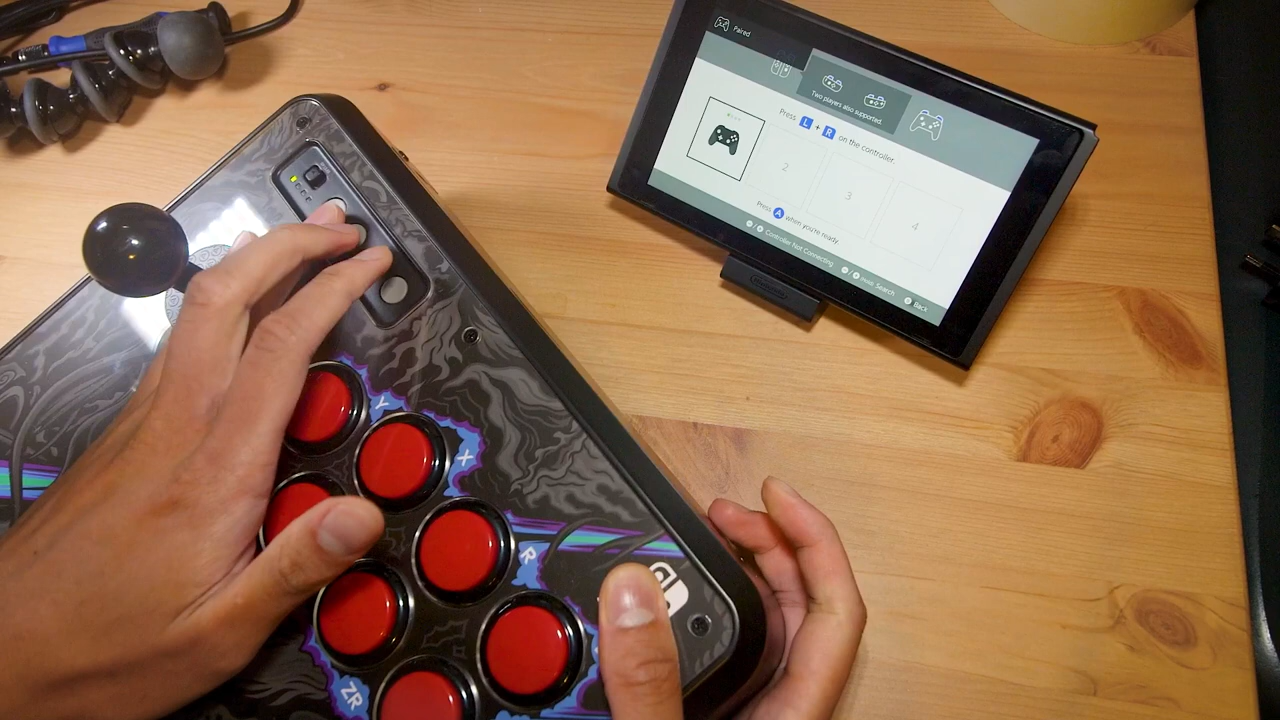 Paired
Two players also supported.
Press L + R on the controller.
2
3
4
Press A when you're ready.
Controller Not Connecting
Search
Back
Y
X
R
ZR